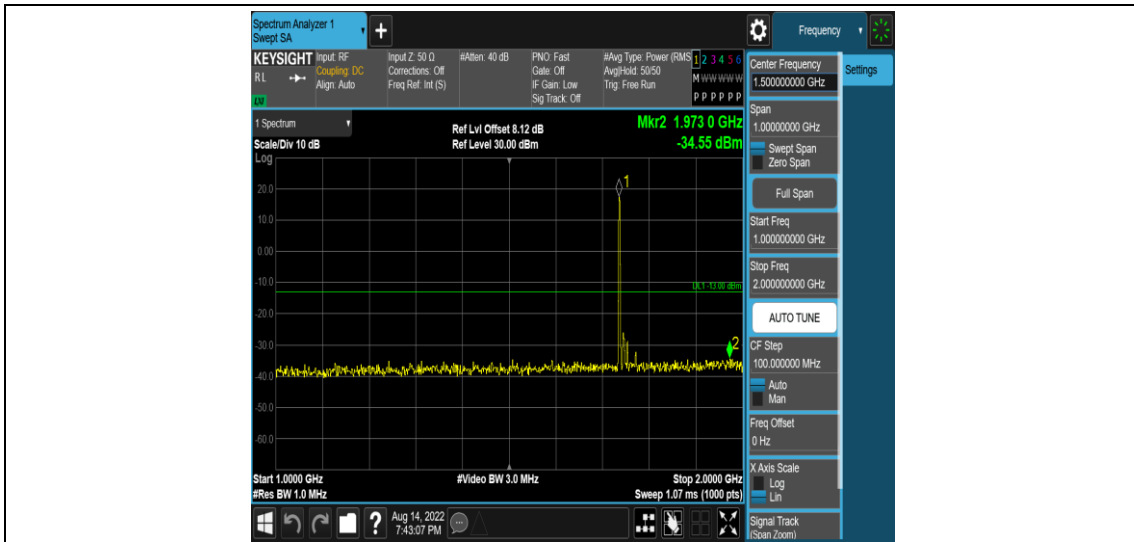 Spectrum Analyzer 1
Swept SA
+
Frequency
KEYSIGHT
RL
LXI
Input: RF
Coupling: DC
Align: Auto
Input Z: 50 Ω
Corrections: Off
Freq Ref: Int (S)
#Atten: 40 dB
PNO: Fast
Gate: Off
IF Gain: Low
Sig Track: Off
#Avg Type: Power (RMS
Avg|Hold: 50/50
Trig: Free Run
1 2 3 4 5 6
M W W W W W
P P P P P P
Center Frequency
1.500000000 GHz
Settings
Span
1.00000000 GHz
Swept Span
Zero Span
Full Span
Start Freq
1.000000000 GHz
Stop Freq
2.000000000 GHz
AUTO TUNE
CF Step
100.000000 MHz
Auto
Man
Freq Offset
0 Hz
X Axis Scale
Log
Lin
Signal Track
(Span Zoom)
1 Spectrum
Scale/Div 10 dB
Log
Ref Lvl Offset 8.12 dB
Ref Level 30.00 dBm
Mkr2 1.973 0 GHz
-34.55 dBm
1
20.0
10.0
0.00
-10.0
DL1 -13.00 dBm
-20.0
-30.0
2
-40.0
-50.0
-60.0
Start 1.0000 GHz
#Res BW 1.0 MHz
#Video BW 3.0 MHz
Stop 2.0000 GHz
Sweep 1.07 ms (1000 pts)
?
Aug 14, 2022
7:43:07 PM